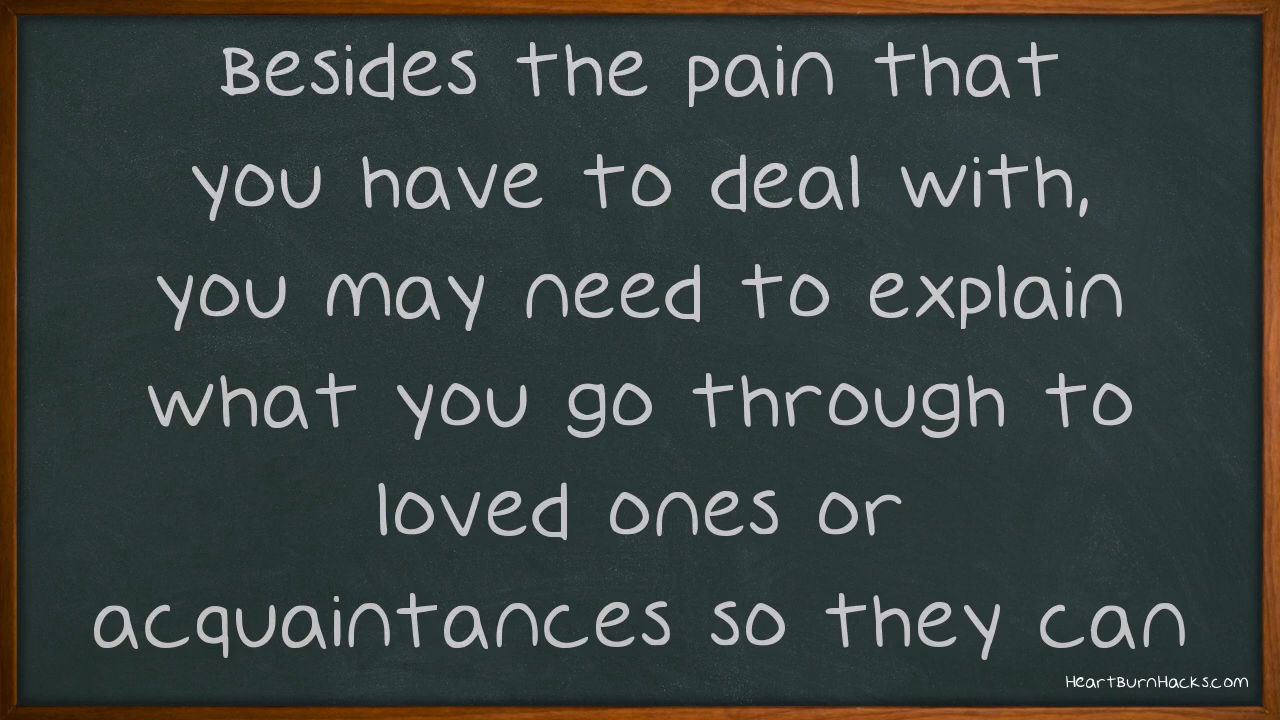 Besides the pain that
you have to deal with,
you may need to explain
what you go through to
loved ones or
acquaintances so they can
HeartBurnHacks.com